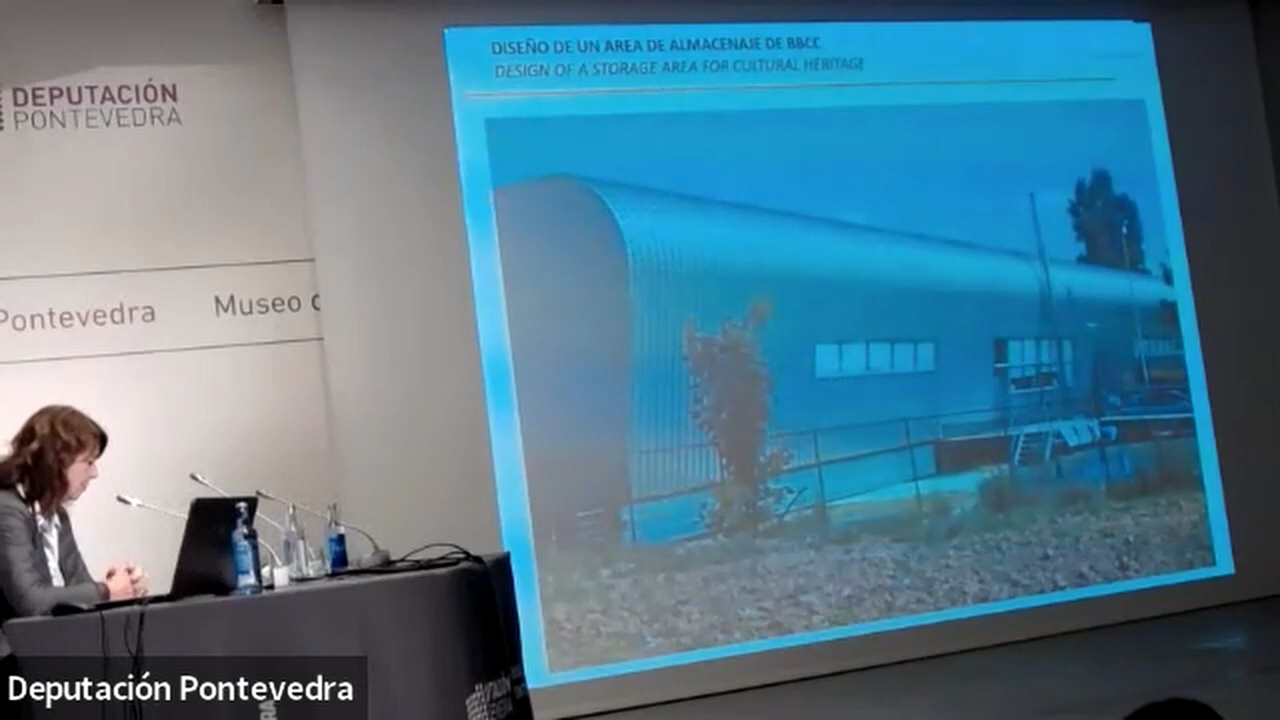 DISEÑO DE UN AREA DE ALMACENAJE DE BBCC
DESIGN OF A STORAGE AREA FOR CULTURAL HERITAGE
DEPUTACIÓN
PONTEVEDRA
Pontevedra Museo
Deputación Pontevedra